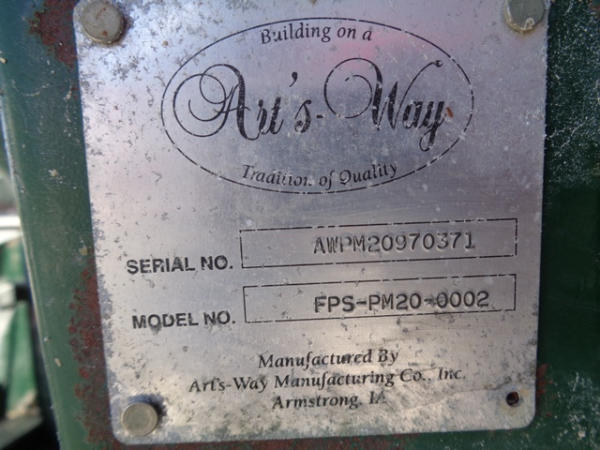 Building on a
Art's-Way
Tradition of Quality
SERIAL NO. AWPM20970371
MODEL NO. FPS-PM20-0002
Manufactured By
Art's-Way Manufacturing Co., Inc.
Armstrong, IA